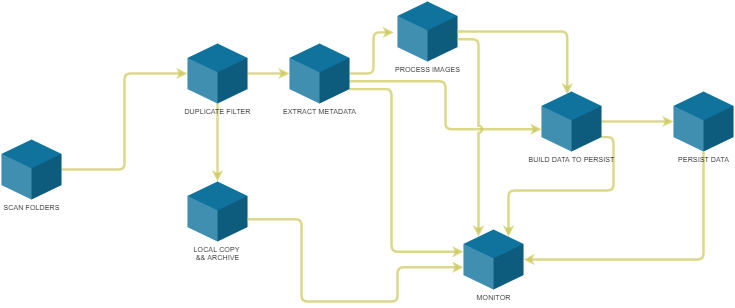 PROCESS IMAGES
DUPLICATE FILTER
EXTRACT METADATA
BUILD DATA TO PERSIST
PERSIST DATA
SCAN FOLDERS
LOCAL COPY
&& ARCHIVE
MONITOR